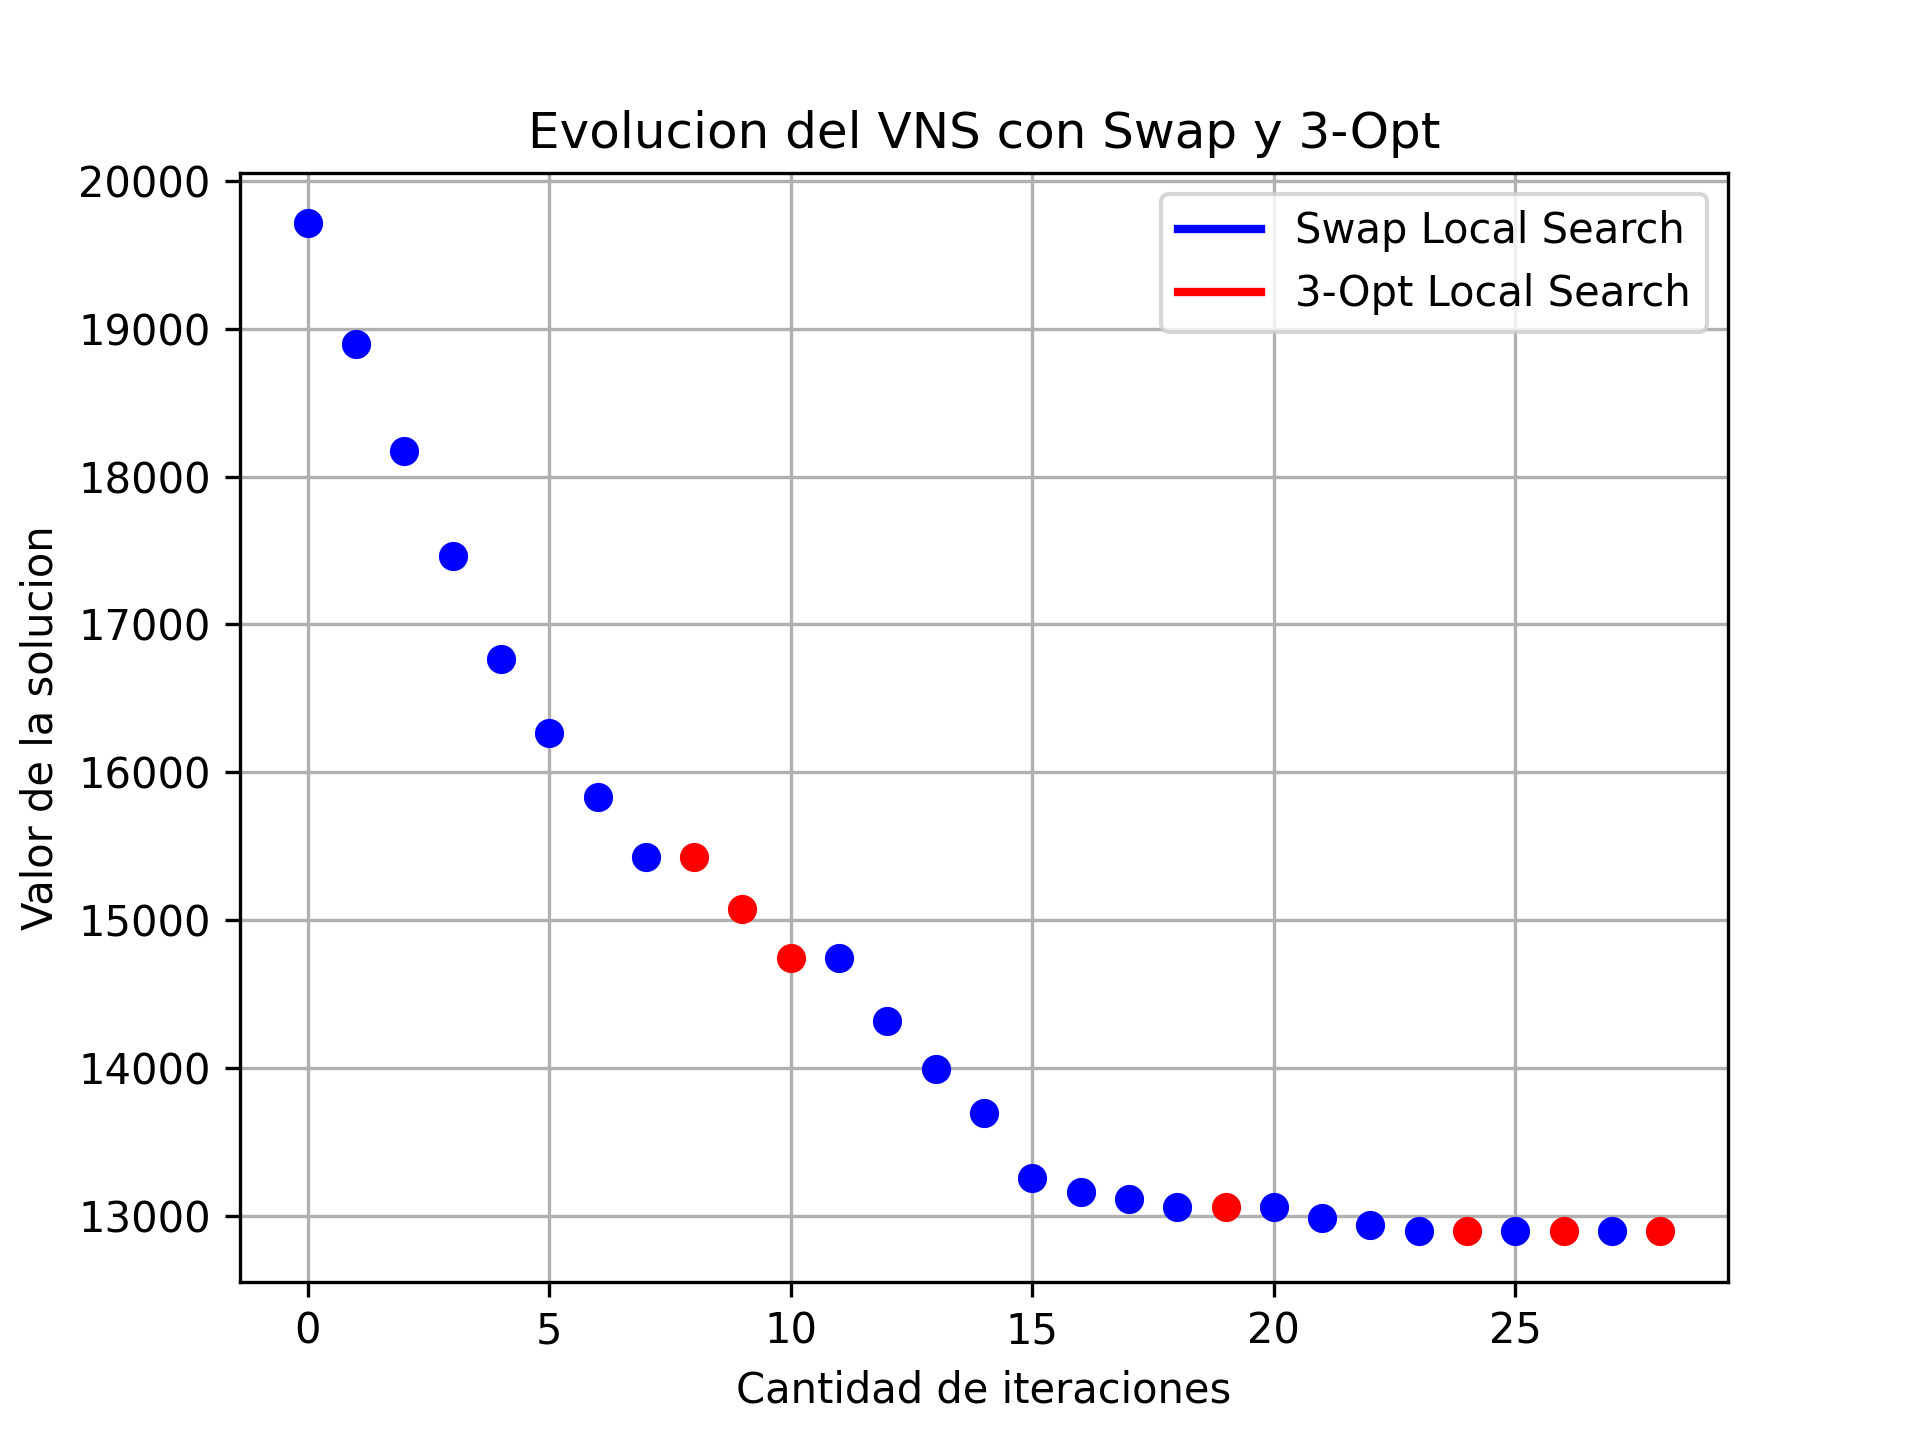 Evolucion del VNS con Swap y 3-Opt
20000
19000
18000
17000
16000
15000
14000
13000
Valor de la solucion
Swap Local Search
3-Opt Local Search
0 5 10 15 20 25
Cantidad de iteraciones